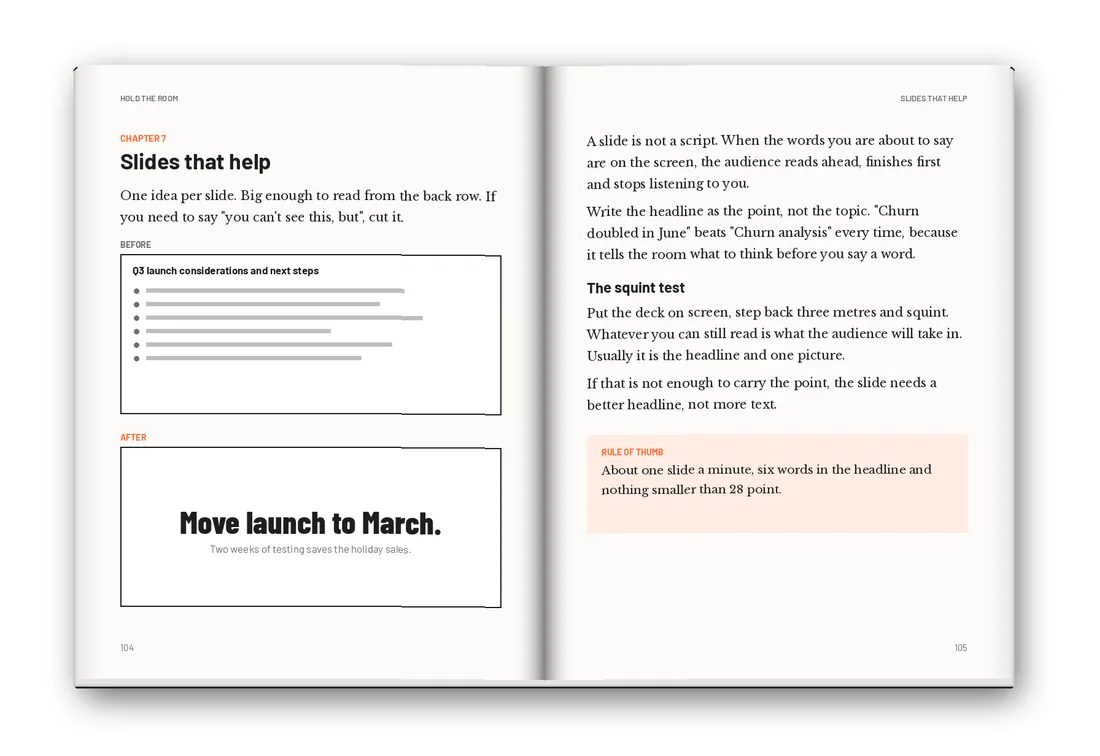 HOLD THE ROOM
CHAPTER 7
Slides that help
One idea per slide. Big enough to read from the back row. If
you need to say "you can't see this, but", cut it.
BEFORE
Q3 launch considerations and next steps
AFTER
Move launch to March.
Two weeks of testing saves the holiday sales.
104
SLIDES THAT HELP
A slide is not a script. When the words you are about to say
are on the screen, the audience reads ahead, finishes first
and stops listening to you.
Write the headline as the point, not the topic. "Churn
doubled in June" beats "Churn analysis" every time, because
it tells the room what to think before you say a word.
The squint test
Put the deck on screen, step back three metres and squint.
Whatever you can still read is what the audience will take in.
Usually it is the headline and one picture.
If that is not enough to carry the point, the slide needs a
better headline, not more text.
RULE OF THUMB
About one slide a minute, six words in the headline and
nothing smaller than 28 point.
105